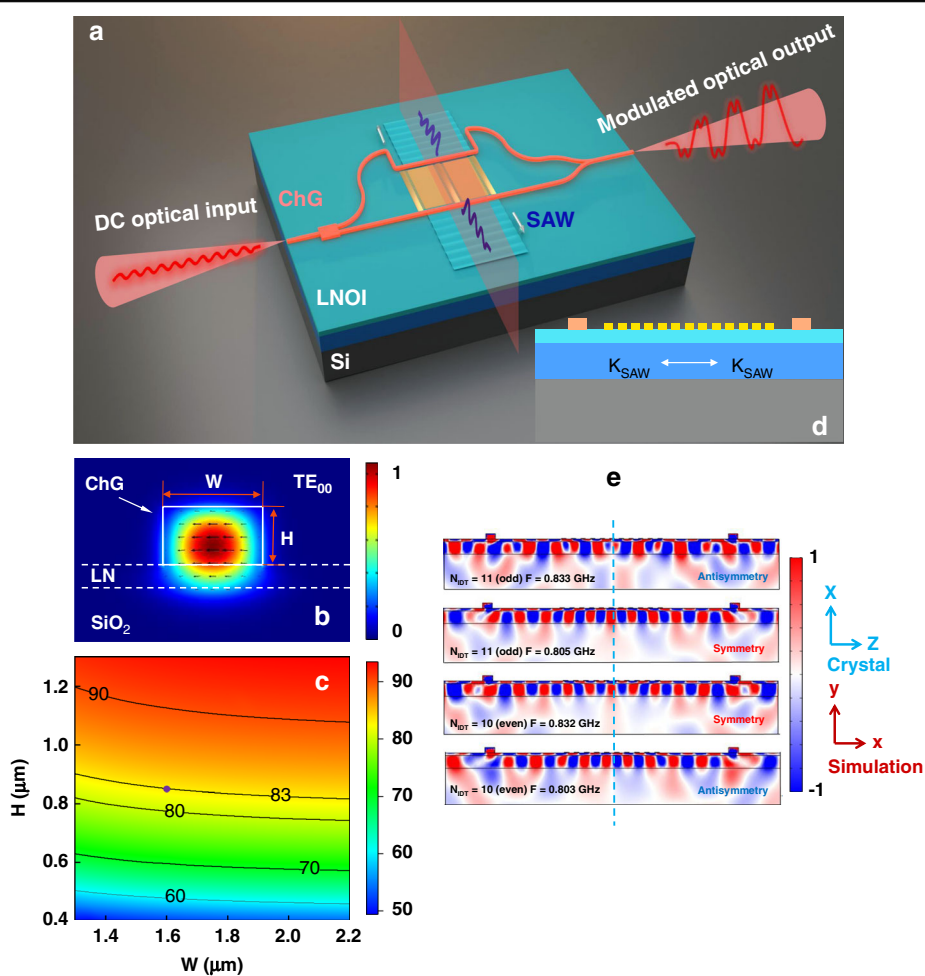 a
Modulated optical output
DC optical input
ChG
SAW
LNOI
Si
K_SAW K_SAW
d
ChG
W
TE₀₀
H
LN
SiO₂
b
1
0
c
90
83
80
70
60
1.2
1.0
0.8
0.6
0.4
H (μm)
1.4 1.6 1.8 2.0 2.2
W (μm)
90
80
70
60
50
e
N_IDT = 11 (odd) F = 0.833 GHz
Antisymmetry
N_IDT = 11 (odd) F = 0.805 GHz
Symmetry
N_IDT = 10 (even) F = 0.832 GHz
Symmetry
N_IDT = 10 (even) F = 0.803 GHz
Antisymmetry
1
-1
X
Z
Crystal
y
x
Simulation